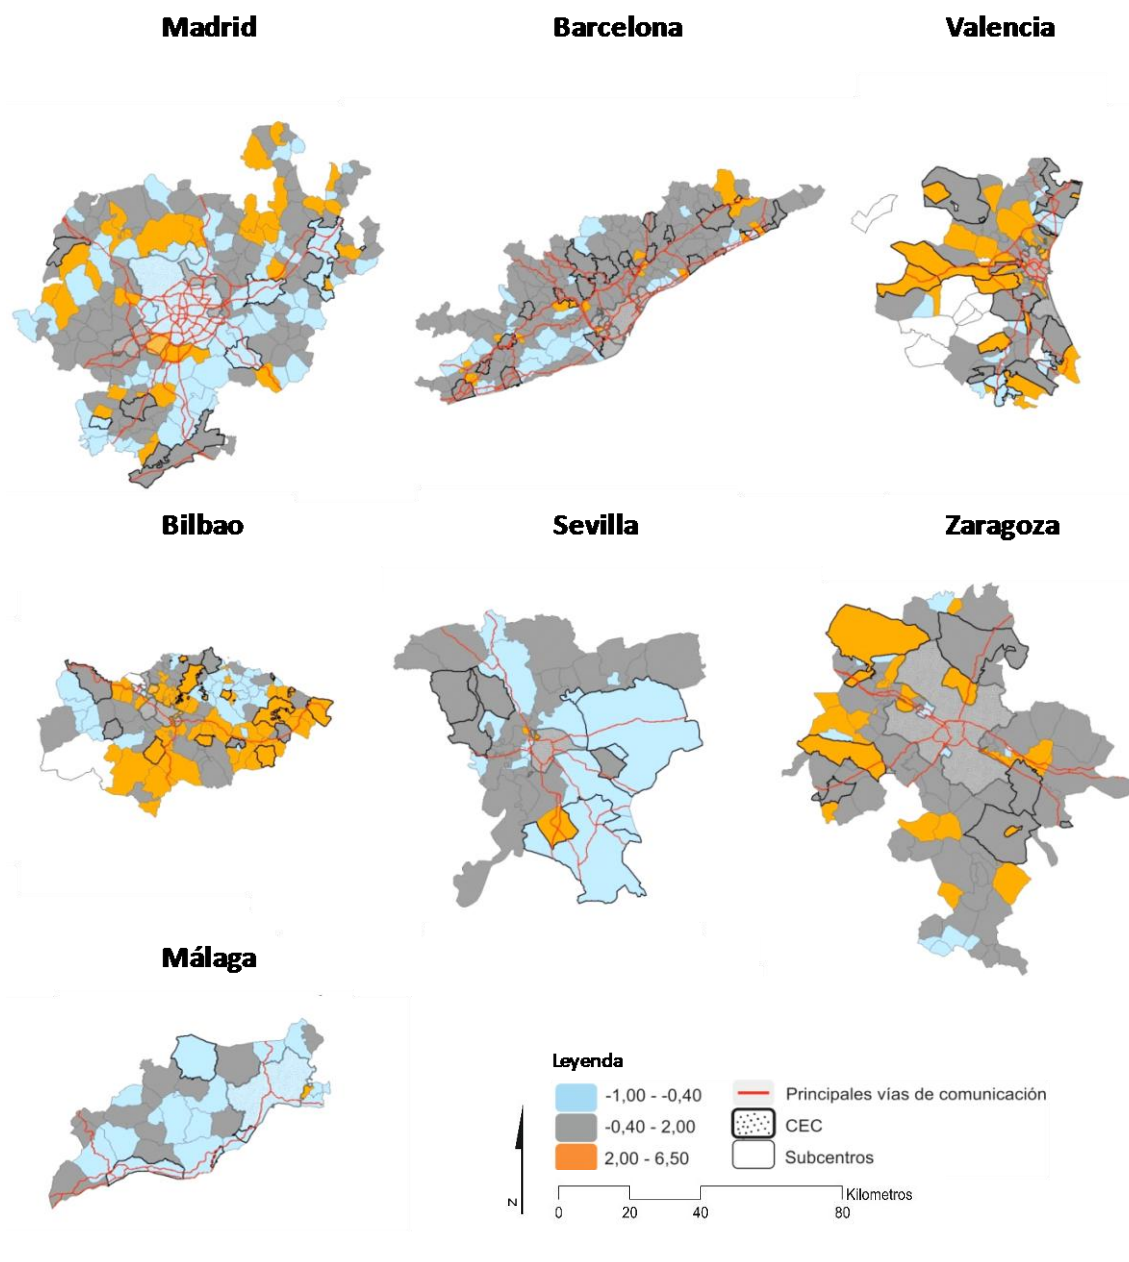 Madrid
Barcelona
Valencia
Bilbao
Sevilla
Zaragoza
Málaga
Leyenda
-1,00 - -0,40
-0,40 - 2,00
2,00 - 6,50
Principales vías de comunicación
CEC
Subcentros
N
Kilometros
0 20 40 80